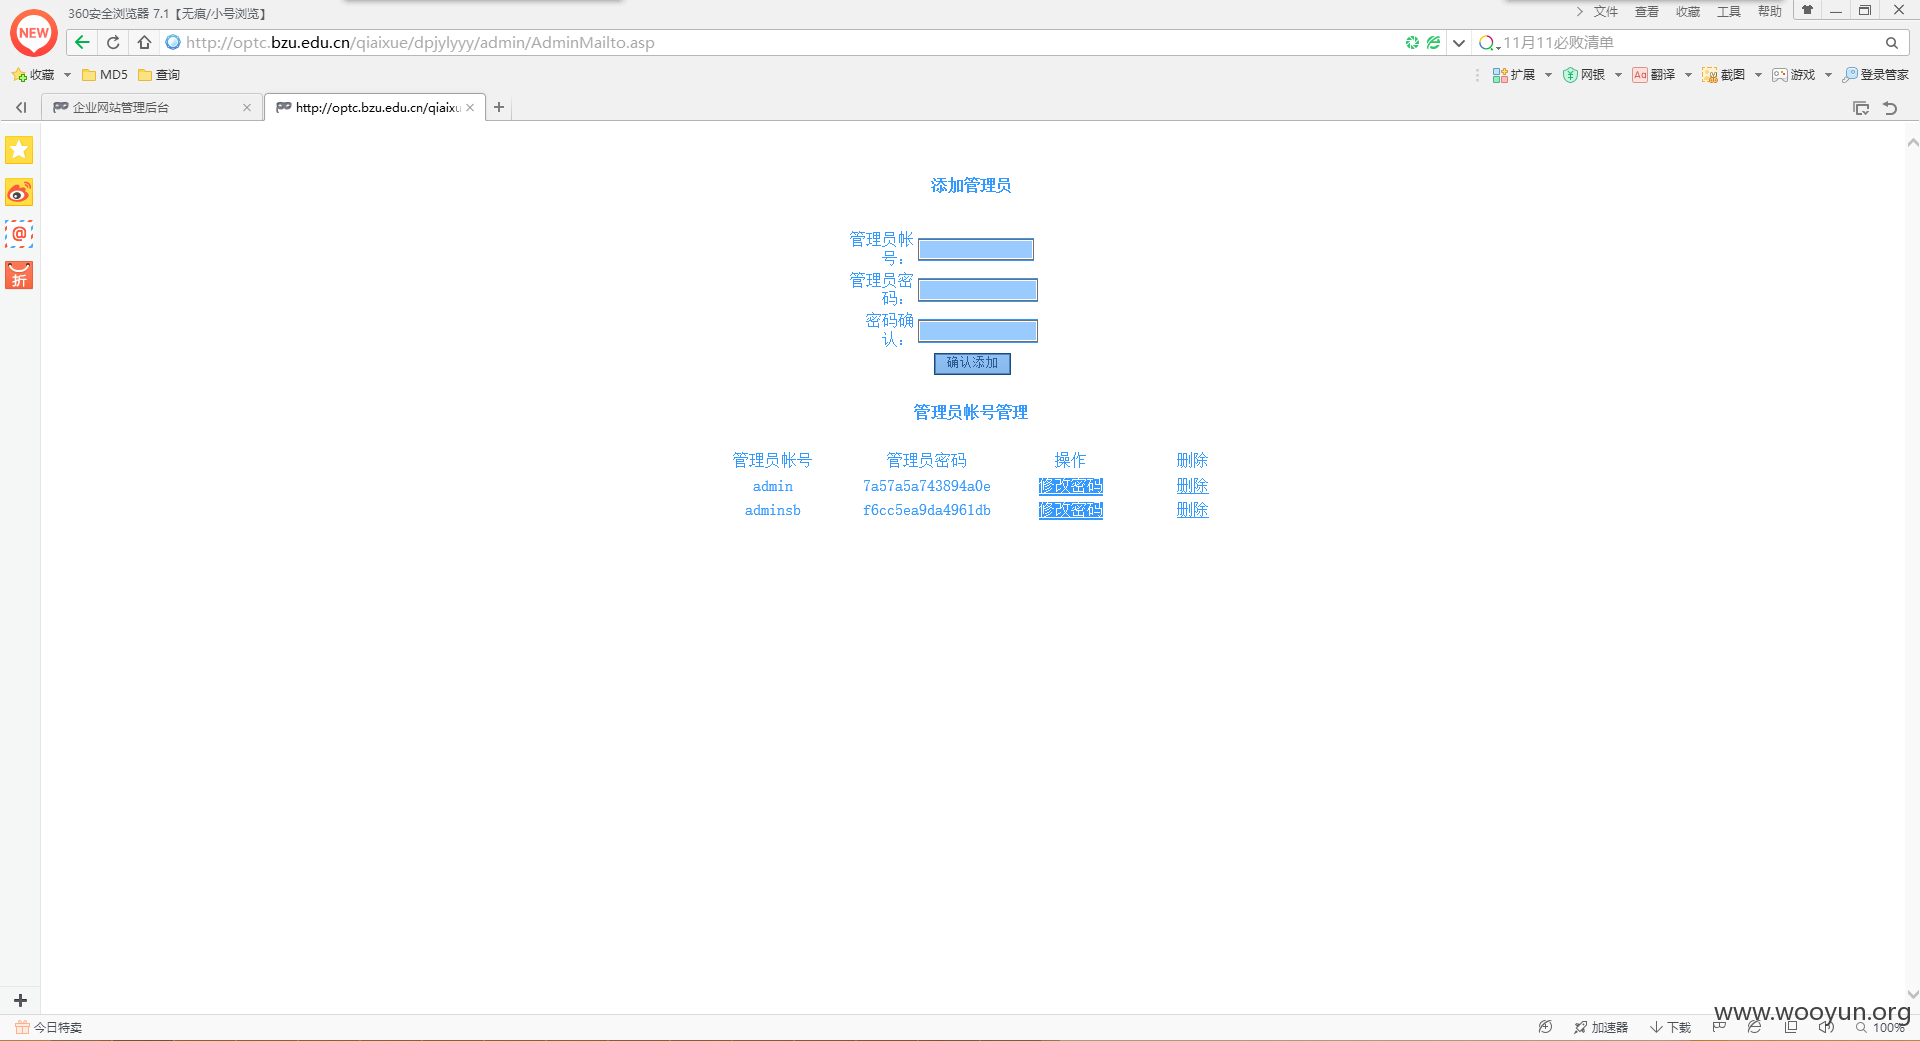 360安全浏览器 7.1【无痕/小号浏览】
文件 查看 收藏 工具 帮助
NEW
http://optc.bzu.edu.cn/qiaixue/dpjylyyy/admin/AdminMailto.asp
11月11必败清单
收藏 MD5 查询
扩展 网银 翻译 截图 游戏 登录管家
企业网站管理后台
http://optc.bzu.edu.cn/qiaixu
折
添加管理员
管理员帐
号：
管理员密
码：
密码确
认：
确认添加
管理员帐号管理
管理员帐号 管理员密码 操作 删除
admin 7a57a5a743894a0e 修改密码 删除
adminsb f6cc5ea9da4961db 修改密码 删除
www.wooyun.org
今日特卖
加速器 下载 100%